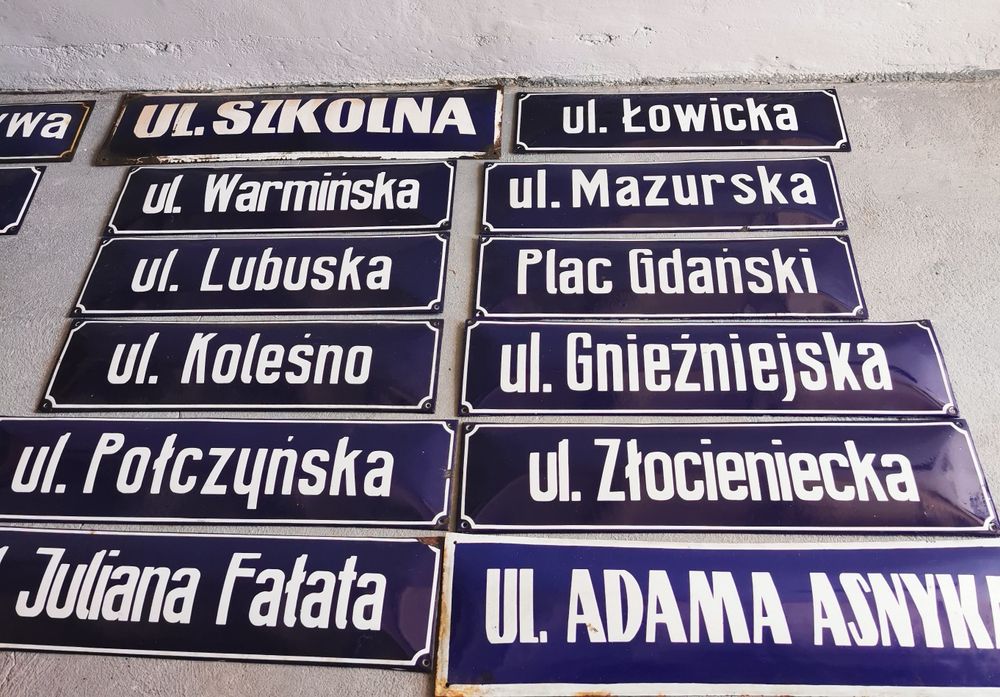 UL. SZKOLNA
ul. Łowicka
ul. Warmińska
ul. Mazurska
ul. Lubuska
Plac Gdański
ul. Koleśno
ul. Gnieźniejska
ul. Połczyńska
ul. Złocieniecka
Juliana Fałata
UL. ADAMA ASNYK